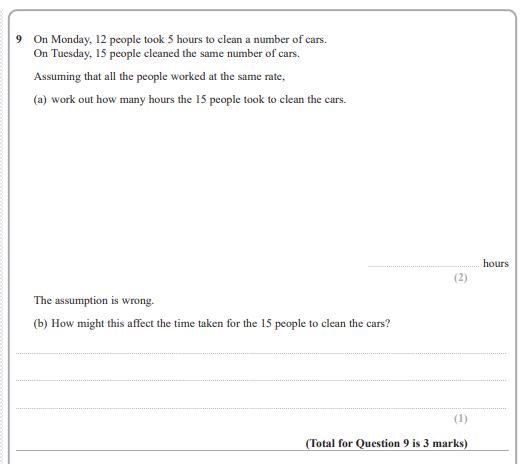 9 On Monday, 12 people took 5 hours to clean a number of cars.
On Tuesday, 15 people cleaned the same number of cars.
Assuming that all the people worked at the same rate,
(a) work out how many hours the 15 people took to clean the cars.
hours
(2)
The assumption is wrong.
(b) How might this affect the time taken for the 15 people to clean the cars?
(1)
(Total for Question 9 is 3 marks)